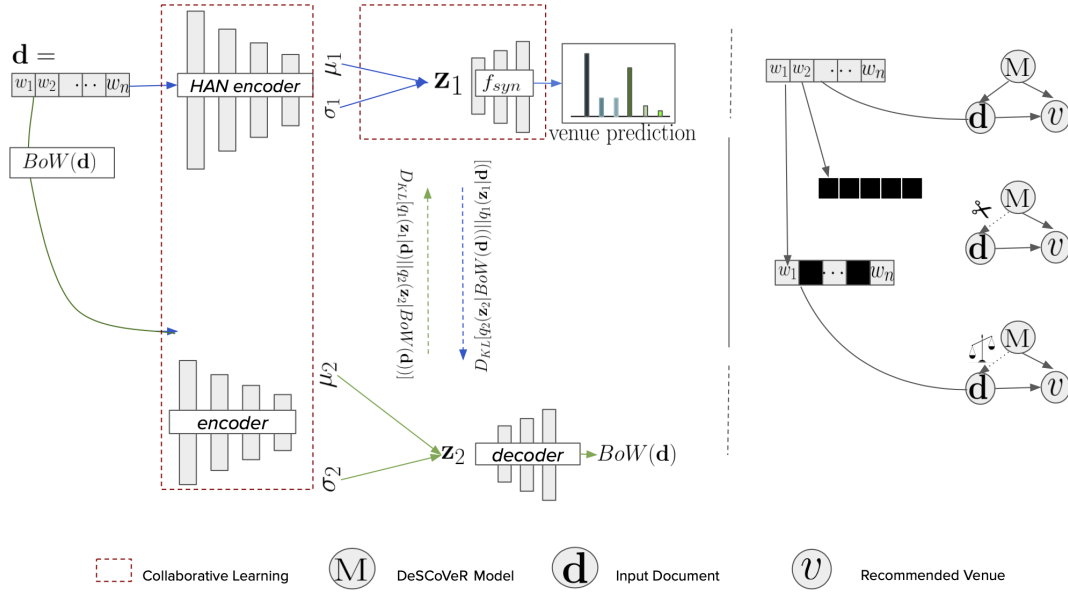 d =
w1 w2 ... wn
BoW(d)
HAN encoder
μ1
σ1
z1
fsyn
venue prediction
DKL[q1(z1|d)||q2(z2|BoW(d))]
DKL[q2(z2|BoW(d))||q1(z1|d)]
encoder
μ2
σ2
z2
decoder
BoW(d)
w1 w2 ... wn
M
d
v
M
d
v
w1 ... wn
M
d
v
Collaborative Learning
M
DeSCoVeR Model
d
Input Document
v
Recommended Venue